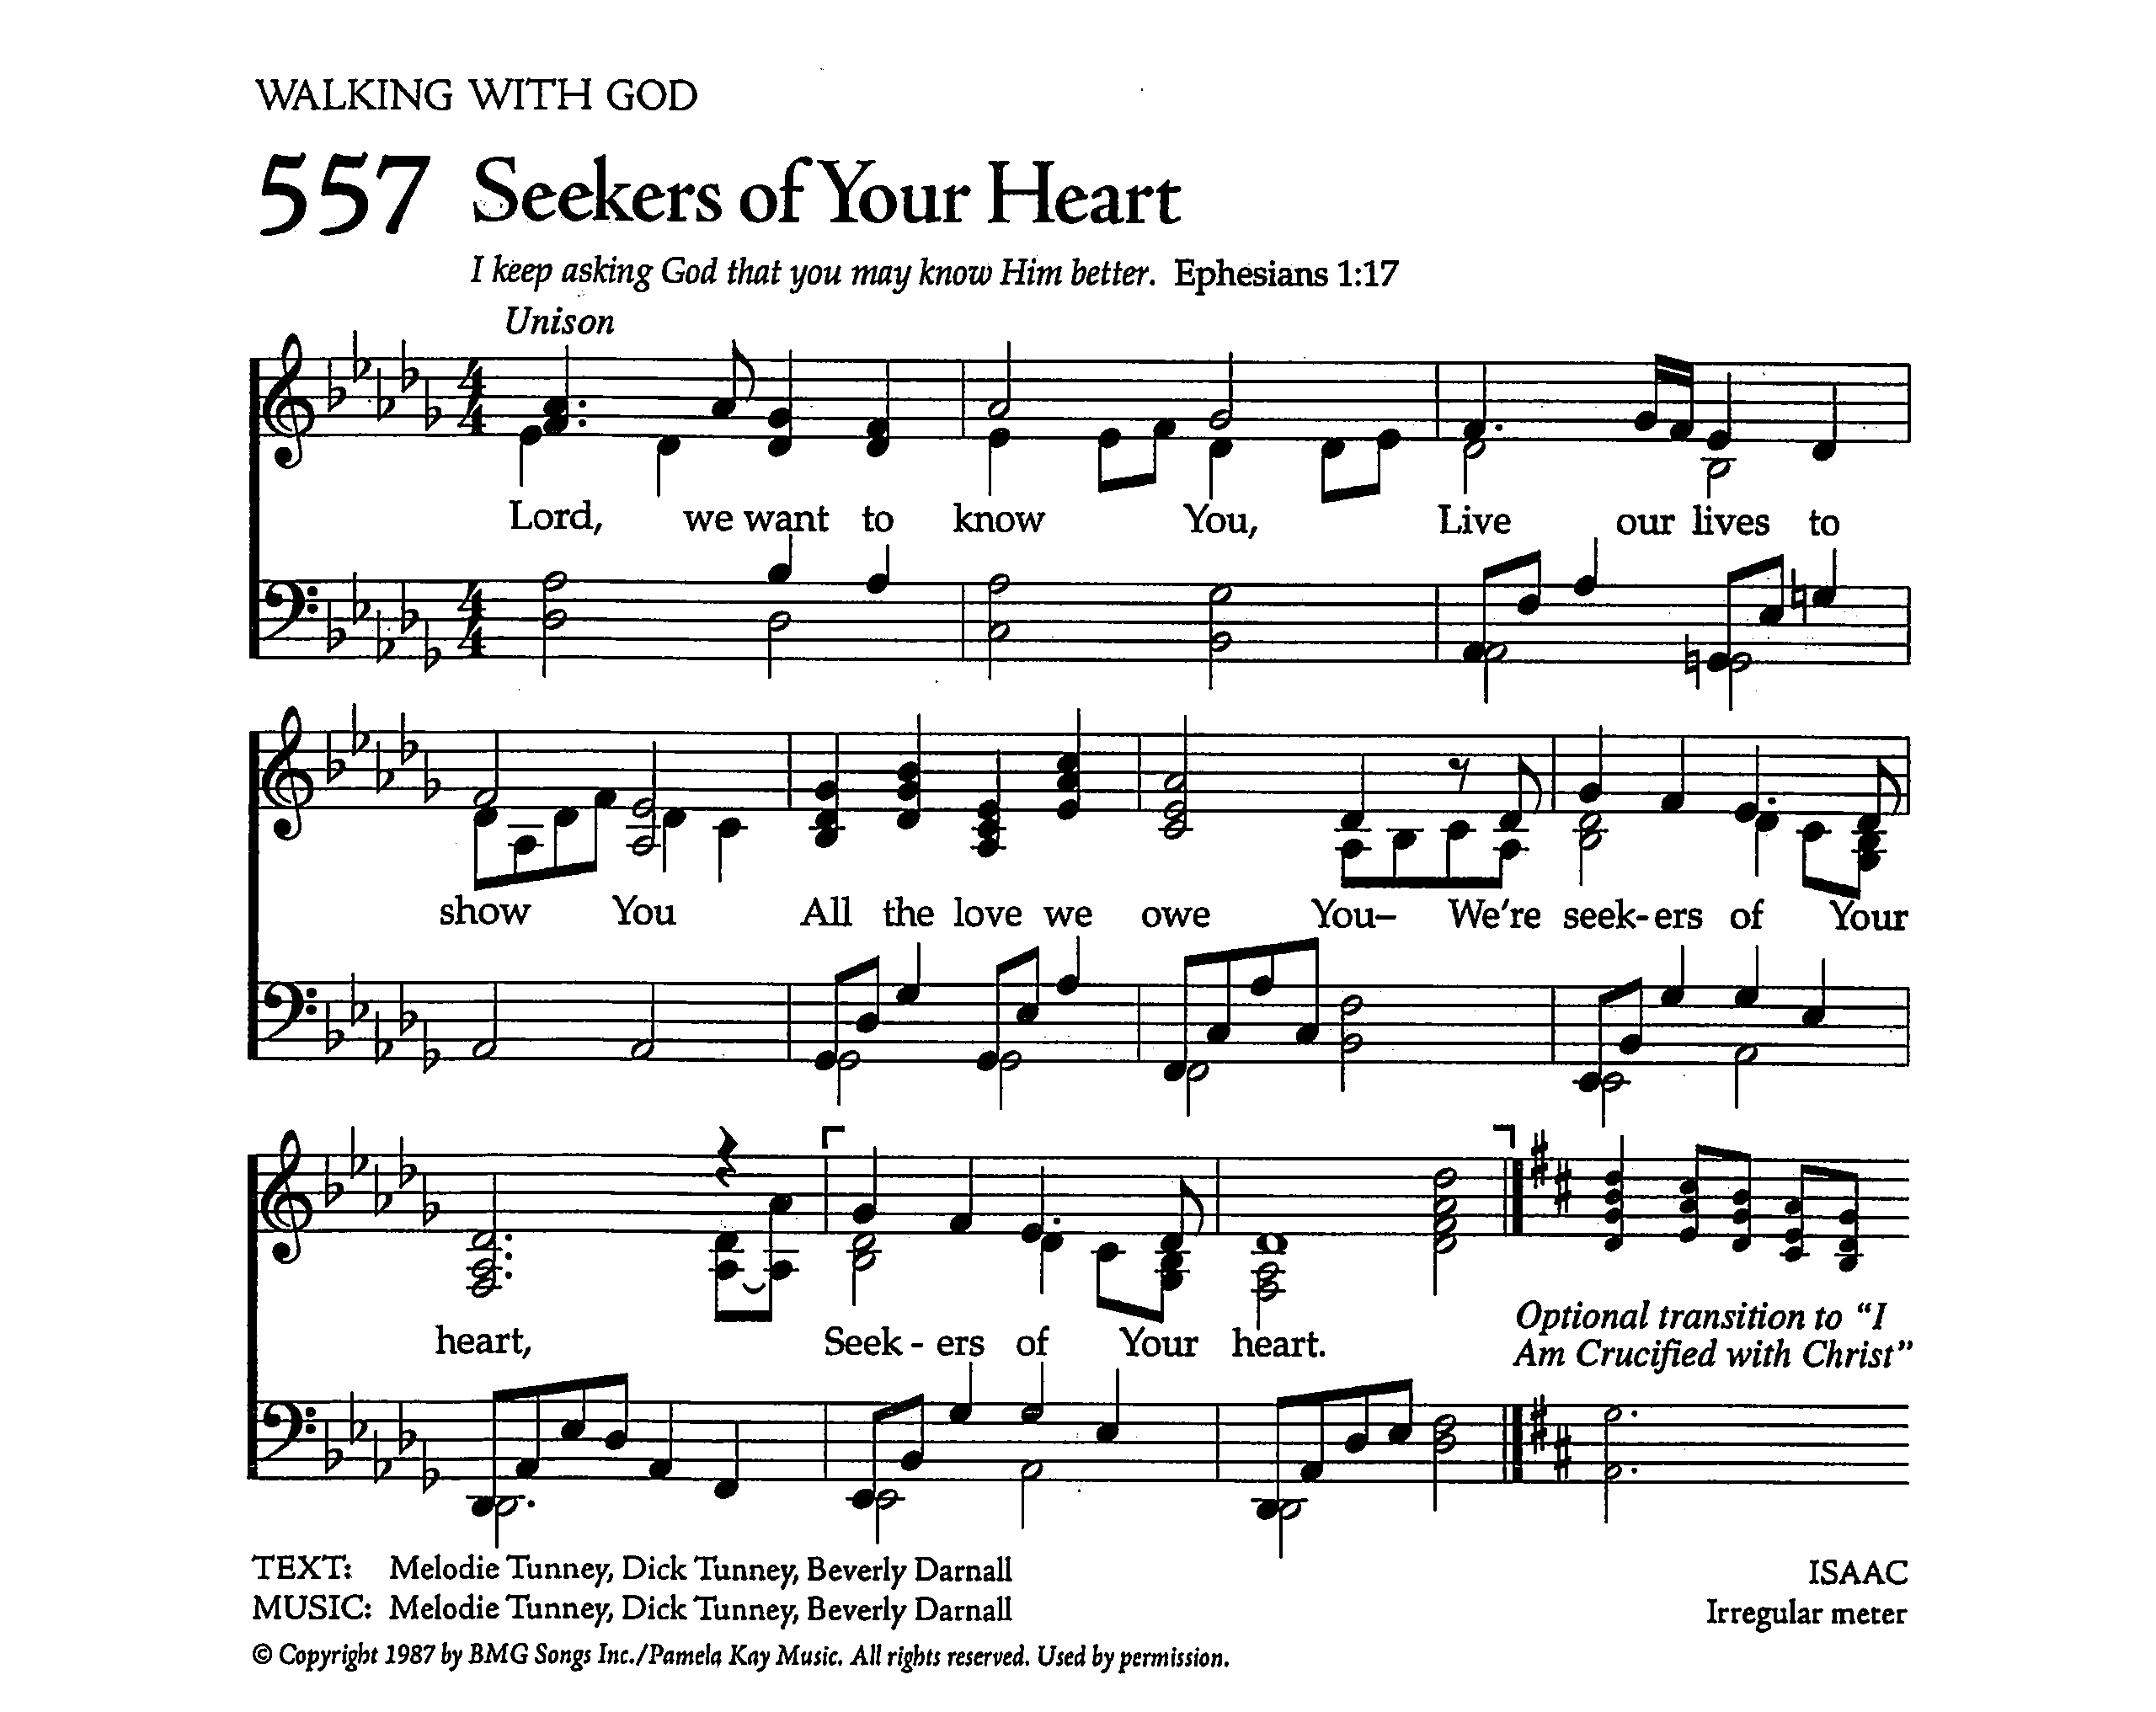 WALKING WITH GOD
557 Seekers of Your Heart
I keep asking God that you may know Him better. Ephesians 1:17
Unison
4/4
Lord, we want to know You, Live our lives to
4/4
show You All the love we owe You– We're seek-ers of Your
heart, Seek - ers of Your heart.
Optional transition to “I
Am Crucified with Christ”
TEXT: Melodie Tunney, Dick Tunney, Beverly Darnall
MUSIC: Melodie Tunney, Dick Tunney, Beverly Darnall
ISAAC
Irregular meter
© Copyright 1987 by BMG Songs Inc./Pamela Kay Music. All rights reserved. Used by permission.